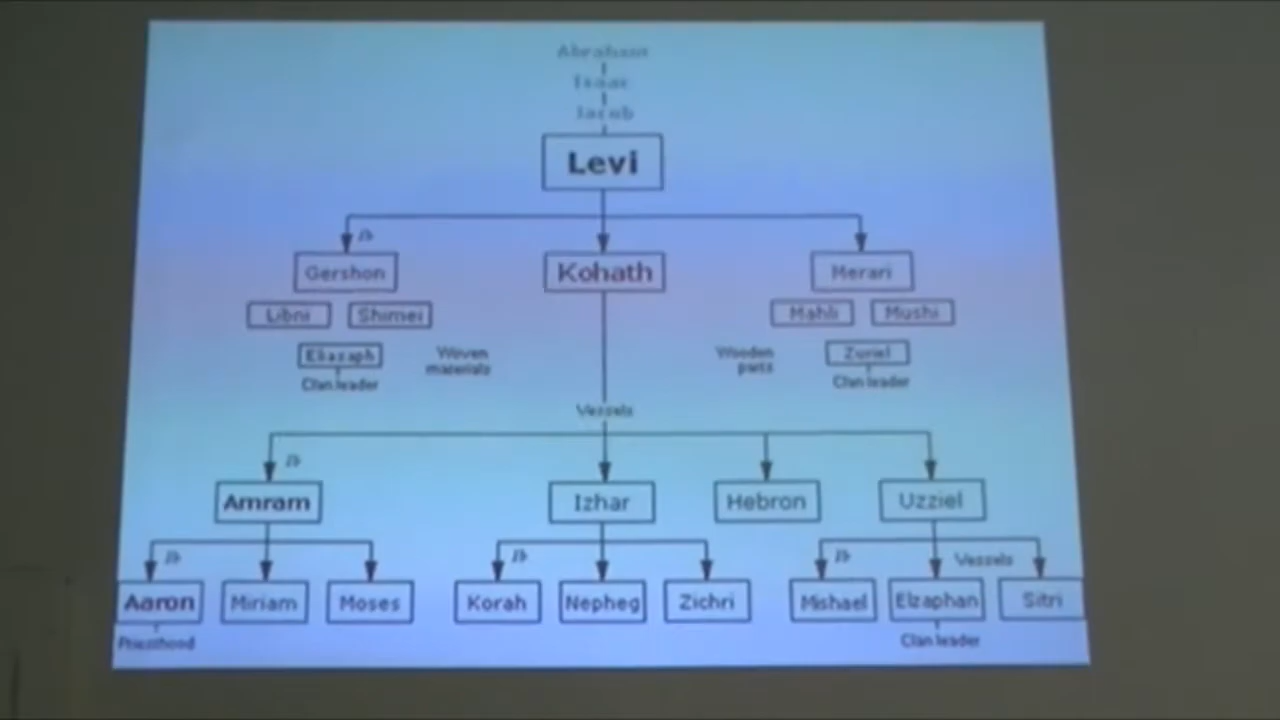 Abraham
Isaac
Jacob
Levi
Gershon Kohath Merari
Libni Shimei Mahli Mushi
Eliasaph Woven materials Wooden parts Zuriel
Clan leader Clan leader
Vessels
Amram Izhar Hebron Uzziel
Vessels
Aaron Miriam Moses Korah Nepheg Zichri Mishael Elzaphan Sitri
Priesthood Clan leader